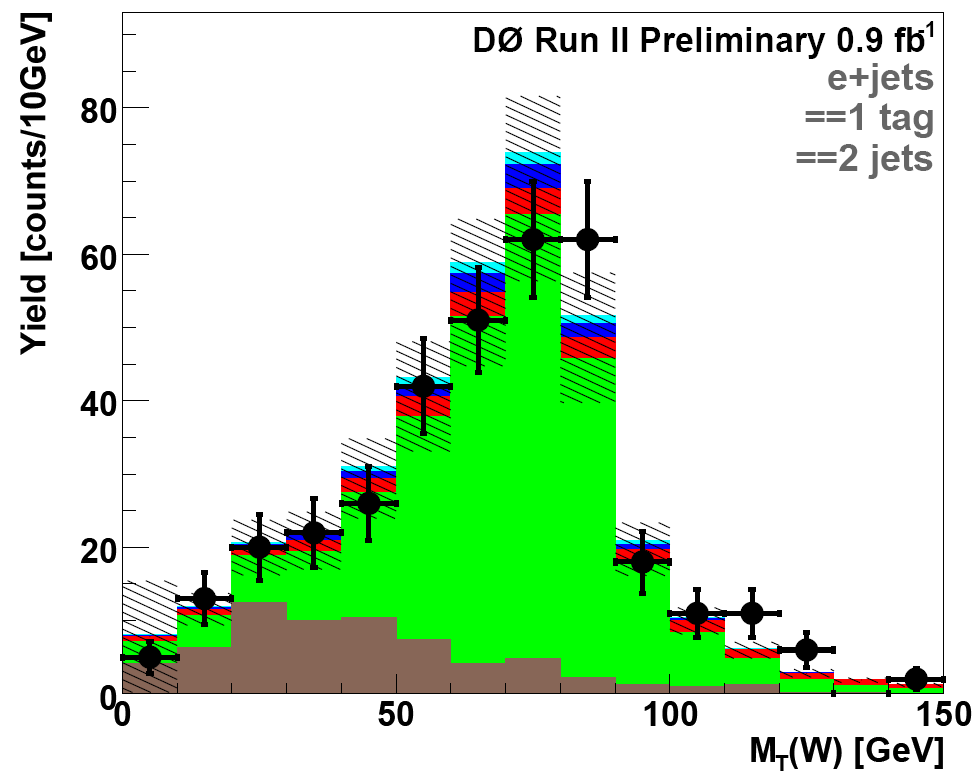 DØ Run II Preliminary 0.9 fb-1
e+jets
==1 tag
==2 jets
Yield [counts/10GeV]
80
60
40
20
0
0 50 100 150
MT(W) [GeV]